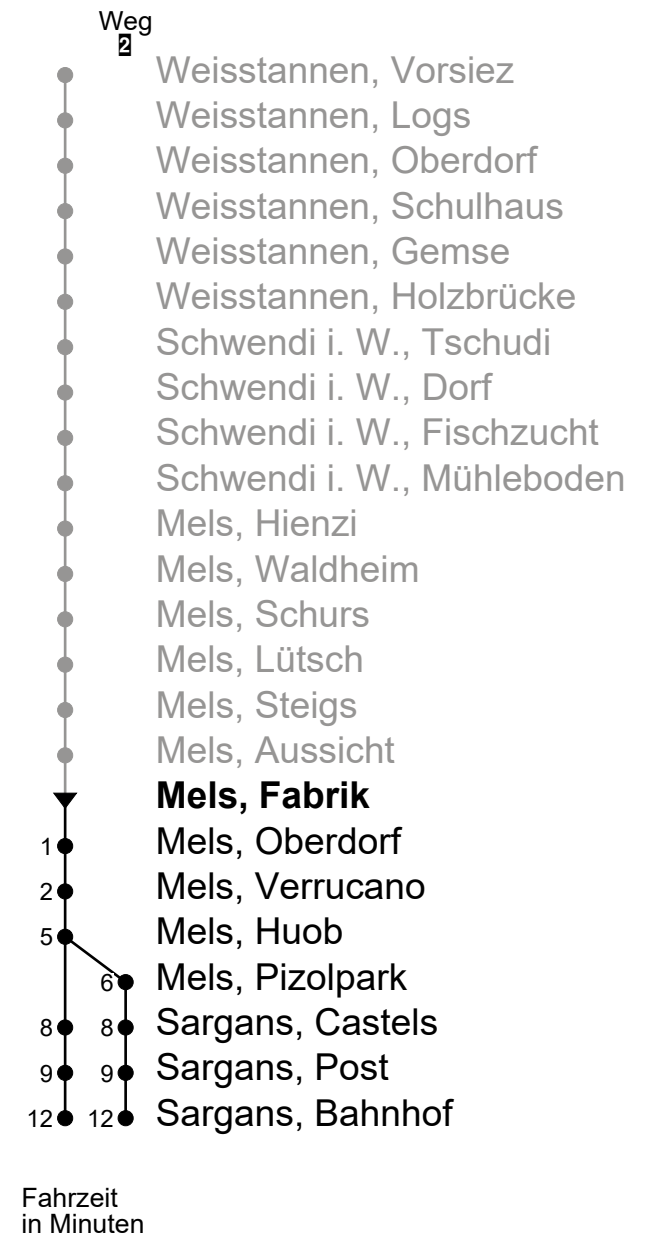 Weg
2
Weisstannen, Vorsiez
Weisstannen, Logs
Weisstannen, Oberdorf
Weisstannen, Schulhaus
Weisstannen, Gemse
Weisstannen, Holzbrücke
Schwendi i. W., Tschudi
Schwendi i. W., Dorf
Schwendi i. W., Fischzucht
Schwendi i. W., Mühleboden
Mels, Hienzi
Mels, Waldheim
Mels, Schurs
Mels, Lütsch
Mels, Steigs
Mels, Aussicht
Mels, Fabrik
1 Mels, Oberdorf
2 Mels, Verrucano
5 Mels, Huob
6 Mels, Pizolpark
8 8 Sargans, Castels
9 9 Sargans, Post
12 12 Sargans, Bahnhof
Fahrzeit
in Minuten